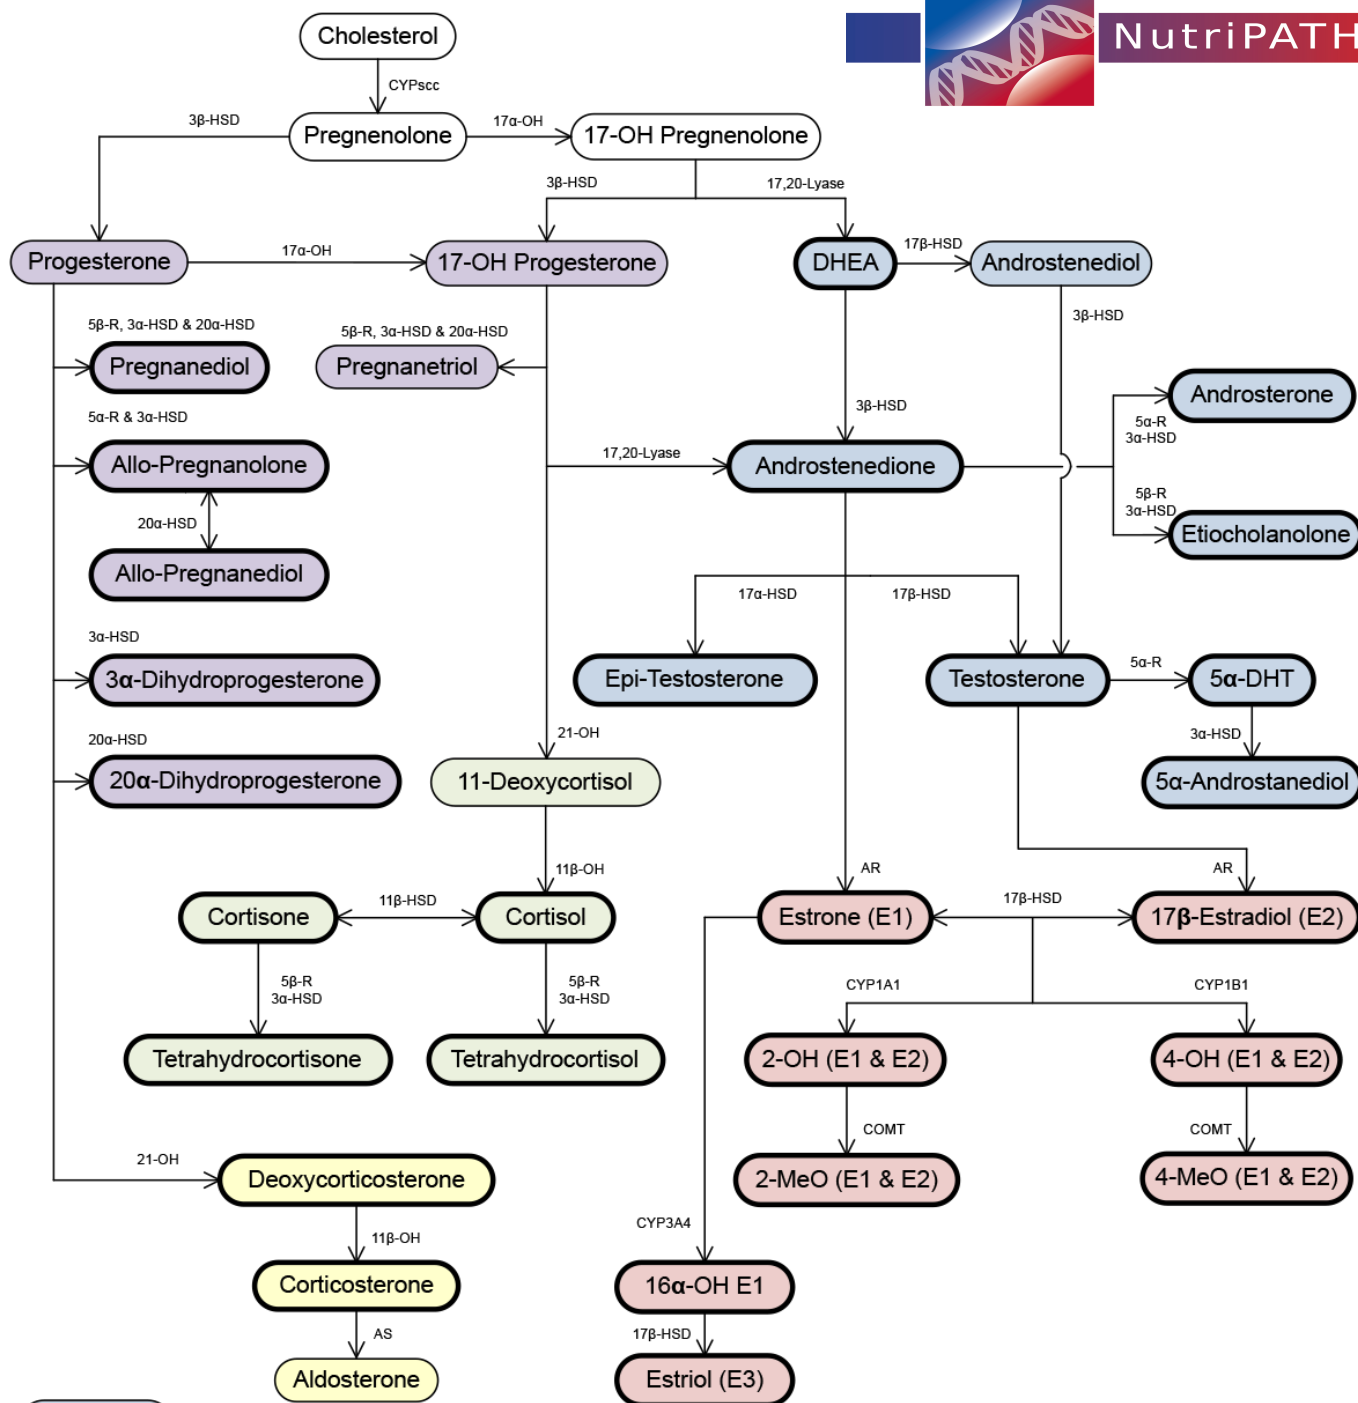 NutriPATH
Cholesterol
CYPscc
3β-HSD
Pregnenolone
17α-OH
17-OH Pregnenolone
3β-HSD
17,20-Lyase
Progesterone
17α-OH
17-OH Progesterone
DHEA
17β-HSD
Androstenediol
3β-HSD
5β-R, 3α-HSD & 20α-HSD
Pregnanediol
5β-R, 3α-HSD & 20α-HSD
Pregnanetriol
Androsterone
5α-R
3α-HSD
3β-HSD
5α-R & 3α-HSD
Allo-Pregnanolone
17,20-Lyase
Androstenedione
5β-R
3α-HSD
Etiocholanolone
20α-HSD
Allo-Pregnanediol
17α-HSD
17β-HSD
3α-HSD
3α-Dihydroprogesterone
Epi-Testosterone
Testosterone
5α-R
5α-DHT
3α-HSD
20α-HSD
20α-Dihydroprogesterone
21-OH
11-Deoxycortisol
5α-Androstanediol
11β-OH
AR
AR
Cortisone
11β-HSD
Cortisol
Estrone (E1)
17β-HSD
17β-Estradiol (E2)
5β-R
3α-HSD
5β-R
3α-HSD
CYP1A1
CYP1B1
Tetrahydrocortisone
Tetrahydrocortisol
2-OH (E1 & E2)
4-OH (E1 & E2)
COMT
COMT
21-OH
Deoxycorticosterone
2-MeO (E1 & E2)
4-MeO (E1 & E2)
11β-OH
CYP3A4
Corticosterone
16α-OH E1
AS
17β-HSD
Aldosterone
Estriol (E3)